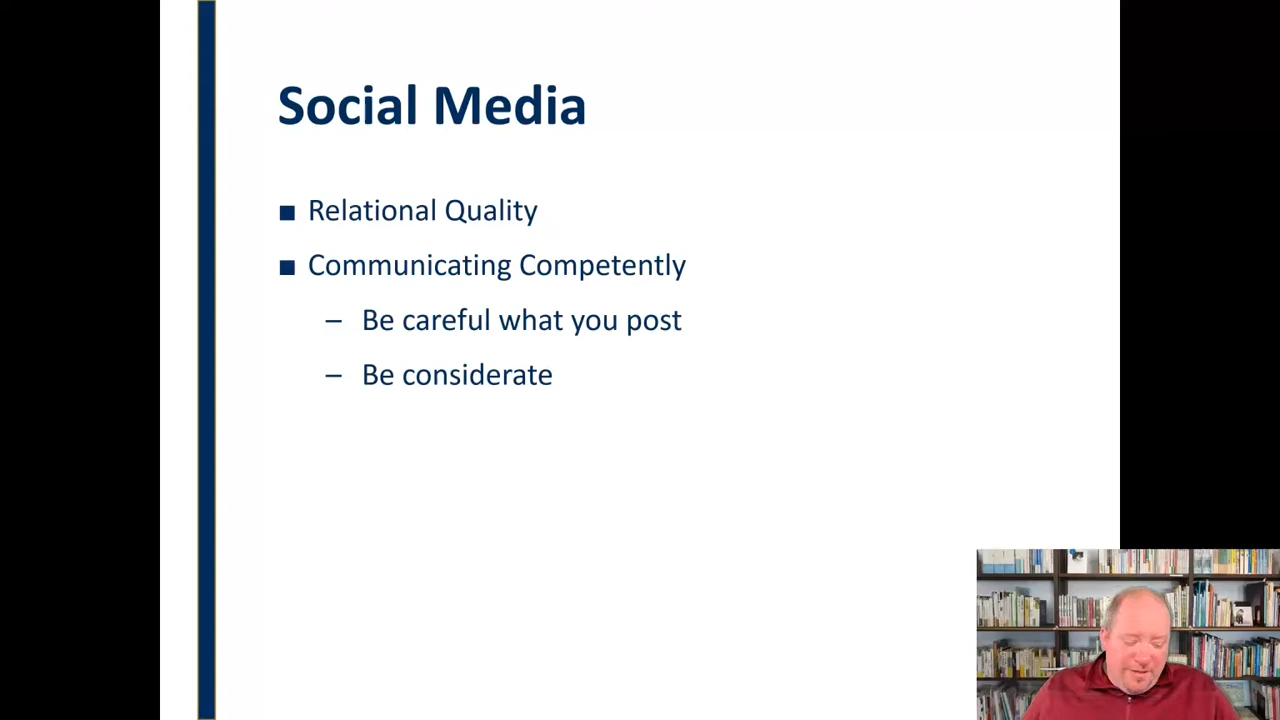 Social Media
■ Relational Quality
■ Communicating Competently
– Be careful what you post
– Be considerate